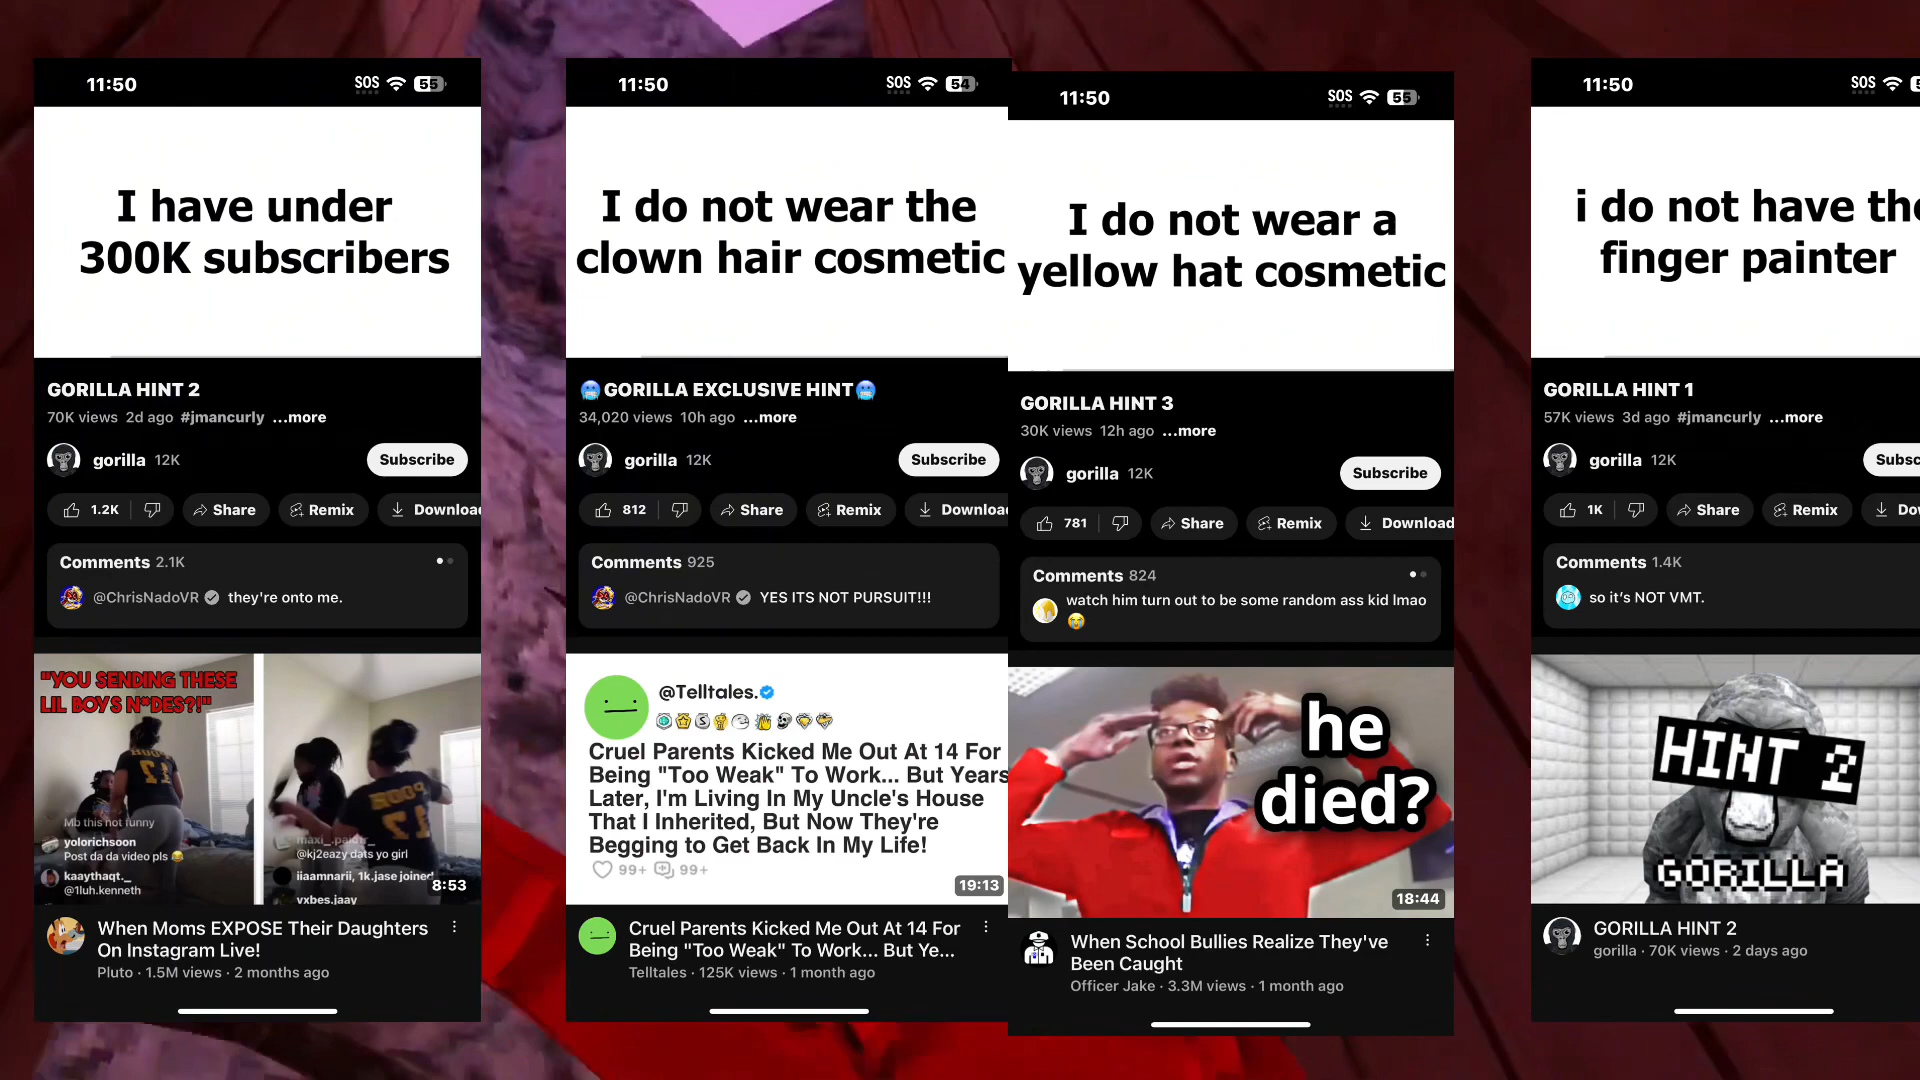 11:50
SOS
55
I have under
300K subscribers
GORILLA HINT 2
70K views 2d ago #jmancurly ...more
gorilla 12K
Subscribe
1.2K
Share
Remix
Download
Comments 2.1K
@ChrisNadoVR they're onto me.
"YOU SENDING THESE
LIL BOYS N*DES?!"
Mb this not funny
yolorichsoon
Post da da video pls 😂
kaaythaqt._
@1luh.kenneth
maxi_.paidtr_
@kj2eazy dats yo girl
iiaamnarii, 1k.jase joined
vxbes.jaay
8:53
When Moms EXPOSE Their Daughters
On Instagram Live!
Pluto · 1.5M views · 2 months ago
11:50
SOS
54
I do not wear the
clown hair cosmetic
🥶GORILLA EXCLUSIVE HINT🥶
34,020 views 10h ago ...more
gorilla 12K
Subscribe
812
Share
Remix
Download
Comments 925
@ChrisNadoVR YES ITS NOT PURSUIT!!!
@Telltales.
Cruel Parents Kicked Me Out At 14 For
Being "Too Weak" To Work... But Years
Later, I'm Living In My Uncle's House
That I Inherited, But Now They're
Begging to Get Back In My Life!
99+ 99+
19:13
Cruel Parents Kicked Me Out At 14 For
Being "Too Weak" To Work... But Ye...
Telltales · 125K views · 1 month ago
11:50
SOS
55
I do not wear a
yellow hat cosmetic
GORILLA HINT 3
30K views 12h ago ...more
gorilla 12K
Subscribe
781
Share
Remix
Download
Comments 824
watch him turn out to be some random ass kid lmao
😭
he
died?
18:44
When School Bullies Realize They've
Been Caught
Officer Jake · 3.3M views · 1 month ago
11:50
SOS
i do not have the
finger painter
GORILLA HINT 1
57K views 3d ago #jmancurly ...more
gorilla 12K
Subsc
1K
Share
Remix
Do
Comments 1.4K
so it's NOT VMT.
HINT 2
GORILLA
GORILLA HINT 2
gorilla · 70K views · 2 days ago